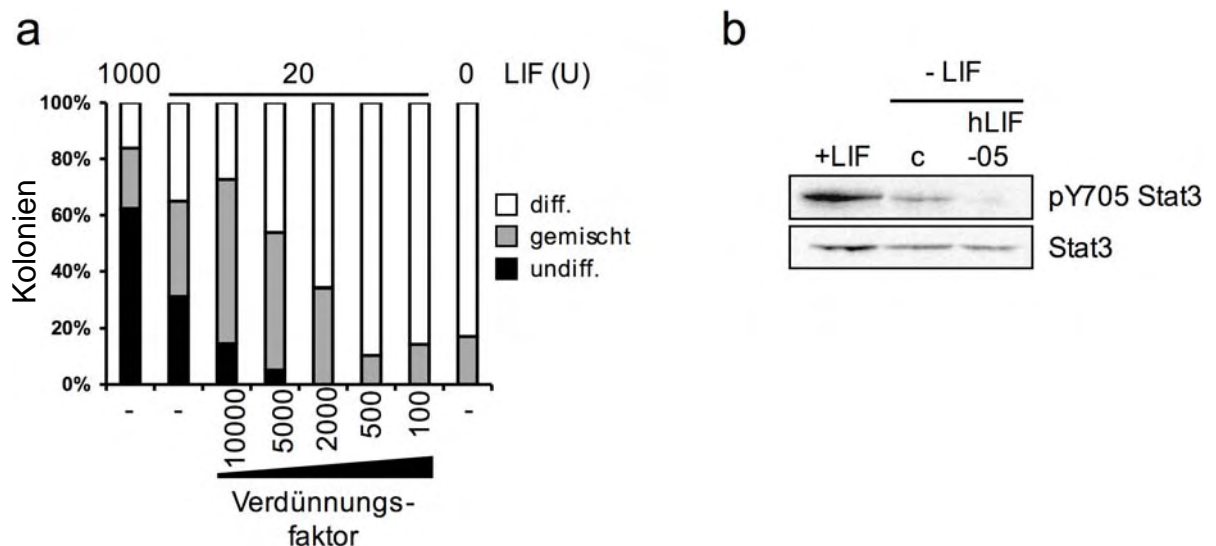 a
1000 20 0 LIF (U)
100%
80%
60%
40%
20%
0%
Kolonien
- - 10000 5000 2000 500 100 -
Verdünnungs-
faktor
diff.
gemischt
undiff.
b
- LIF
+LIF c hLIF
-05
pY705 Stat3
Stat3